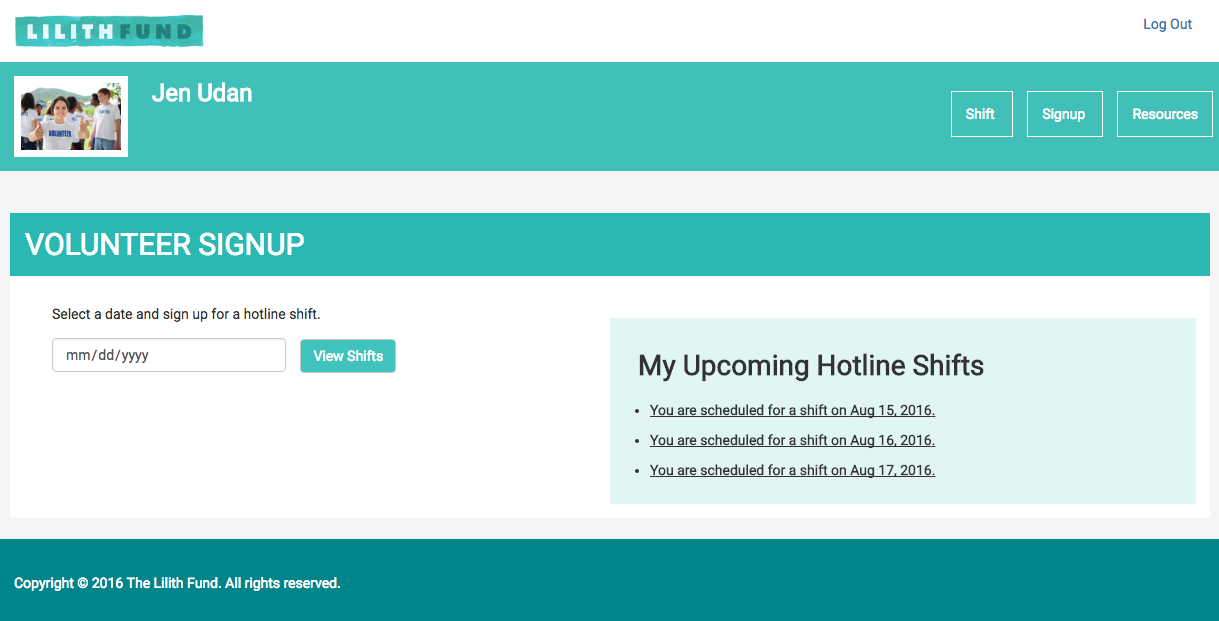 LILITH FUND
Log Out
Jen Udan
VOLUNTEER
Shift
Signup
Resources
VOLUNTEER SIGNUP
Select a date and sign up for a hotline shift.
mm/dd/yyyy
View Shifts
My Upcoming Hotline Shifts
• You are scheduled for a shift on Aug 15, 2016.
• You are scheduled for a shift on Aug 16, 2016.
• You are scheduled for a shift on Aug 17, 2016.
Copyright © 2016 The Lilith Fund. All rights reserved.